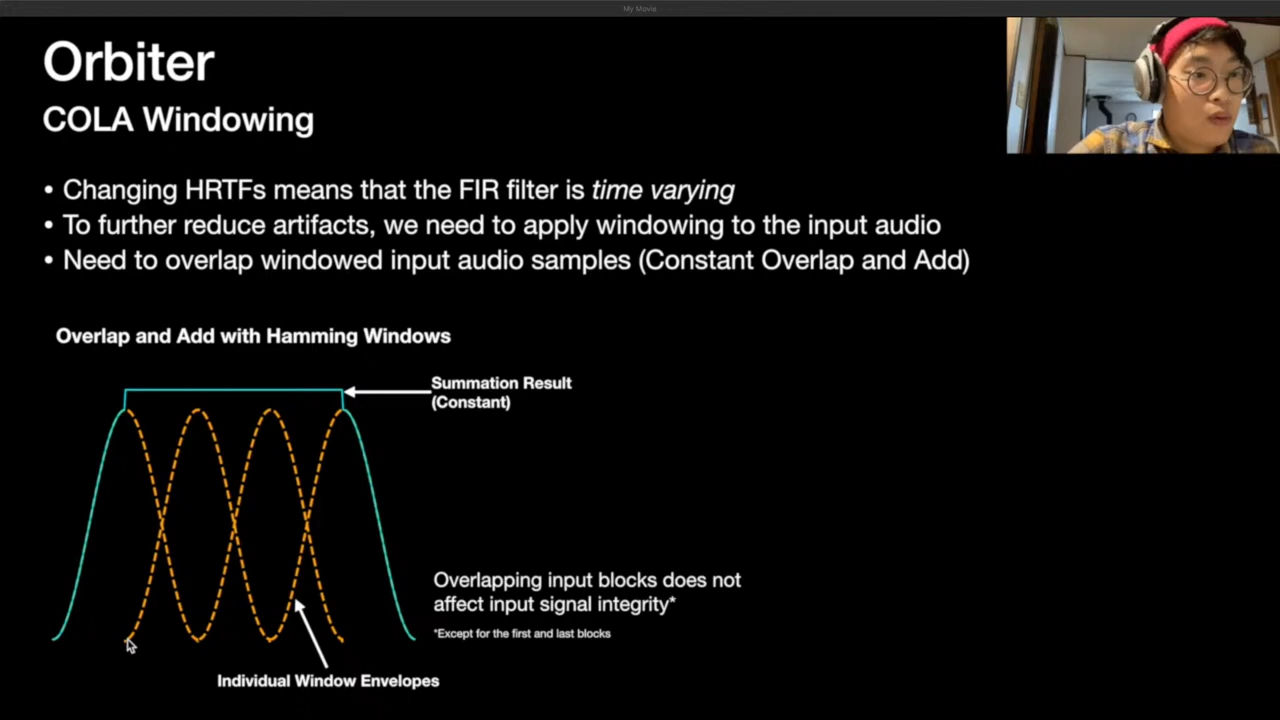 My Movie
Orbiter
COLA Windowing
• Changing HRTFs means that the FIR filter is time varying
• To further reduce artifacts, we need to apply windowing to the input audio
• Need to overlap windowed input audio samples (Constant Overlap and Add)
Overlap and Add with Hamming Windows
Summation Result
(Constant)
Overlapping input blocks does not
affect input signal integrity*
*Except for the first and last blocks
Individual Window Envelopes